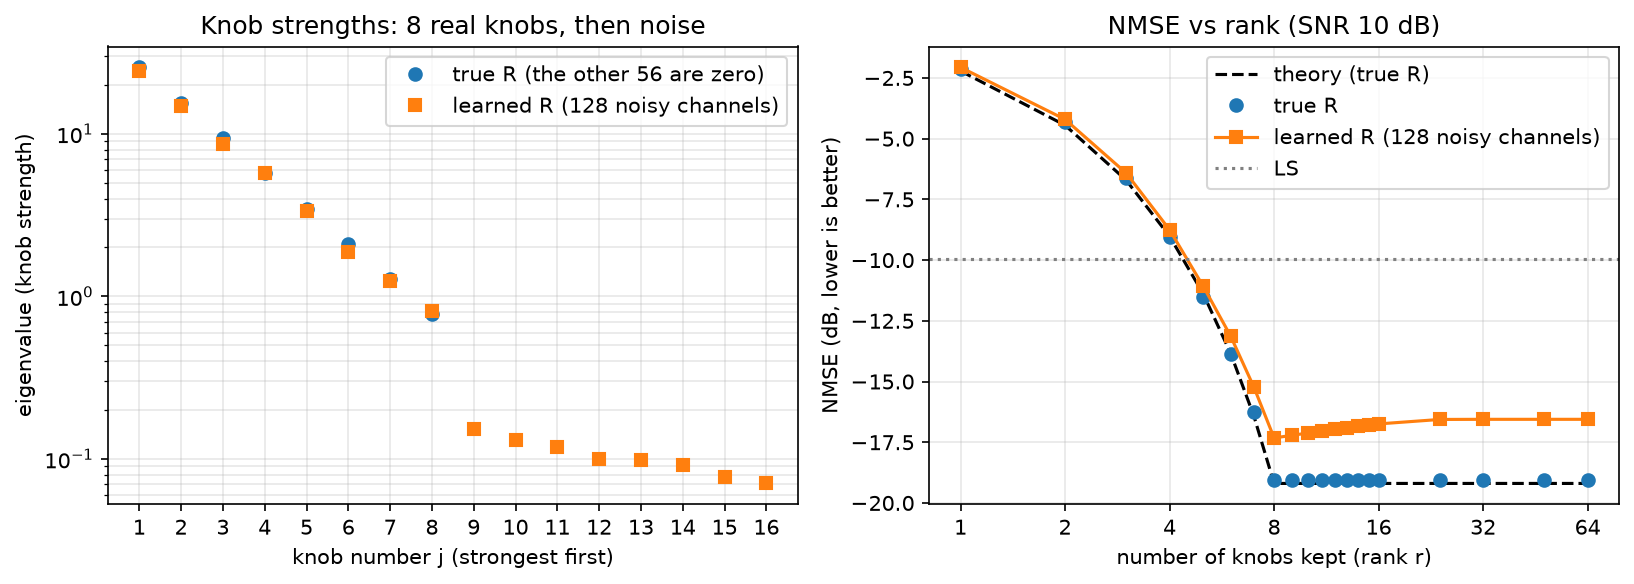 Knob strengths: 8 real knobs, then noise
true R (the other 56 are zero)
learned R (128 noisy channels)
eigenvalue (knob strength)
10¹
10⁰
10⁻¹
1 2 3 4 5 6 7 8 9 10 11 12 13 14 15 16
knob number j (strongest first)
NMSE vs rank (SNR 10 dB)
theory (true R)
true R
learned R (128 noisy channels)
LS
NMSE (dB, lower is better)
−2.5
−5.0
−7.5
−10.0
−12.5
−15.0
−17.5
−20.0
1 2 4 8 16 32 64
number of knobs kept (rank r)